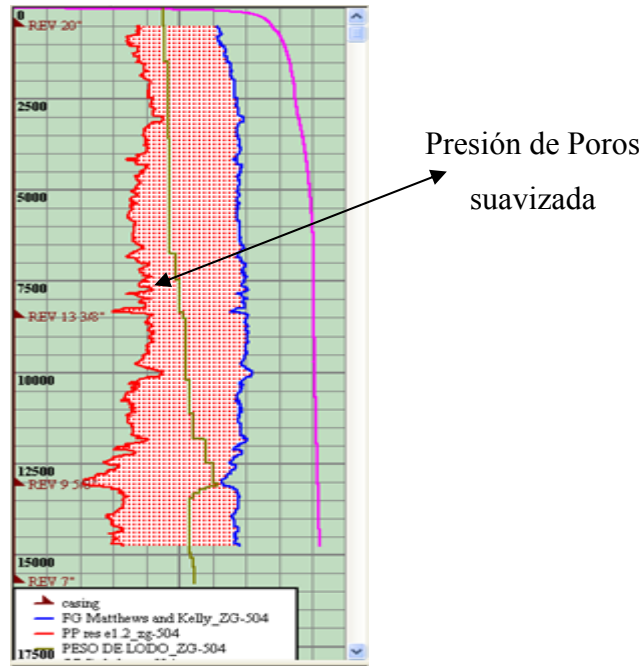 0
REV 20"
2500
5000
7500
REV 13 3/8"
10000
12500
REV 9 5/8
15000
REV 7"
17500
casing
FG Matthews and Kelly_ZG-504
PP res e1.2_zg-504
PESO DE LODO_ZG-504
Presión de Poros
suavizada